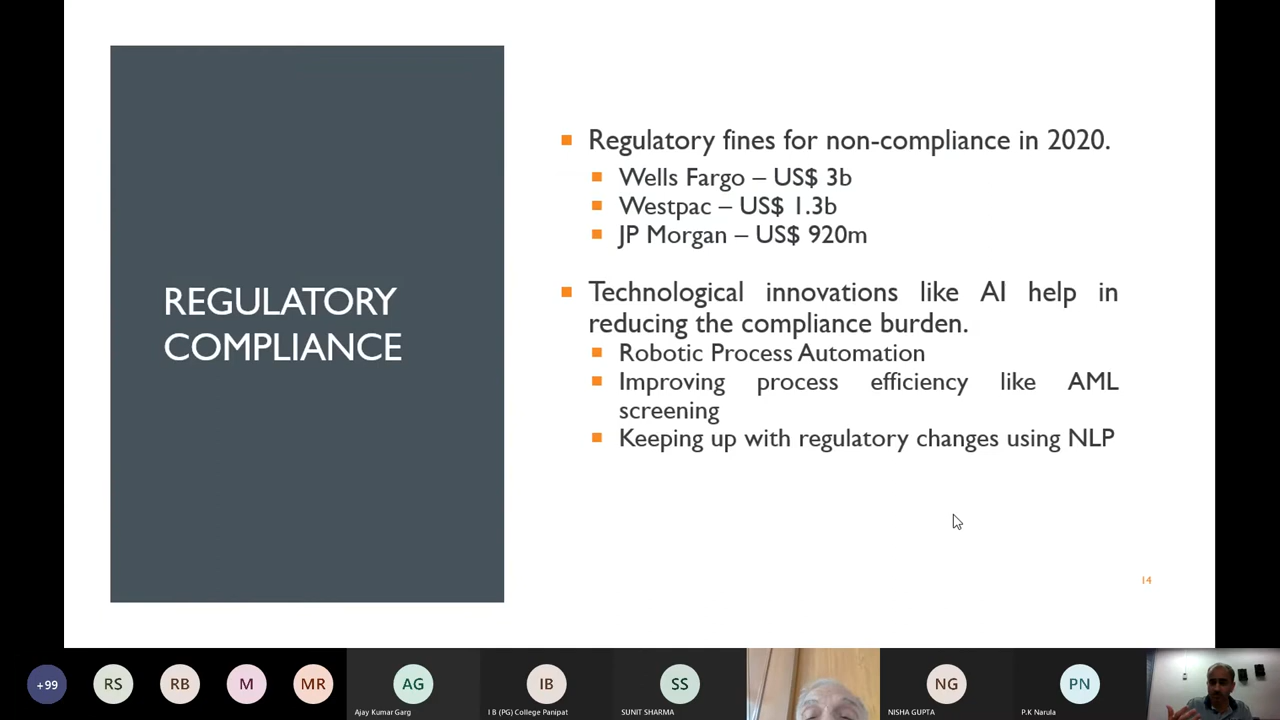 REGULATORY
COMPLIANCE
Regulatory fines for non-compliance in 2020.
Wells Fargo – US$ 3b
Westpac – US$ 1.3b
JP Morgan – US$ 920m
Technological innovations like AI help in
reducing the compliance burden.
Robotic Process Automation
Improving process efficiency like AML
screening
Keeping up with regulatory changes using NLP
14
+99
RS
RB
M
MR
AG
IB
SS
NG
PN
Ajay Kumar Garg
I B (PG) College Panipat
SUNIT SHARMA
NISHA GUPTA
P.K Narula